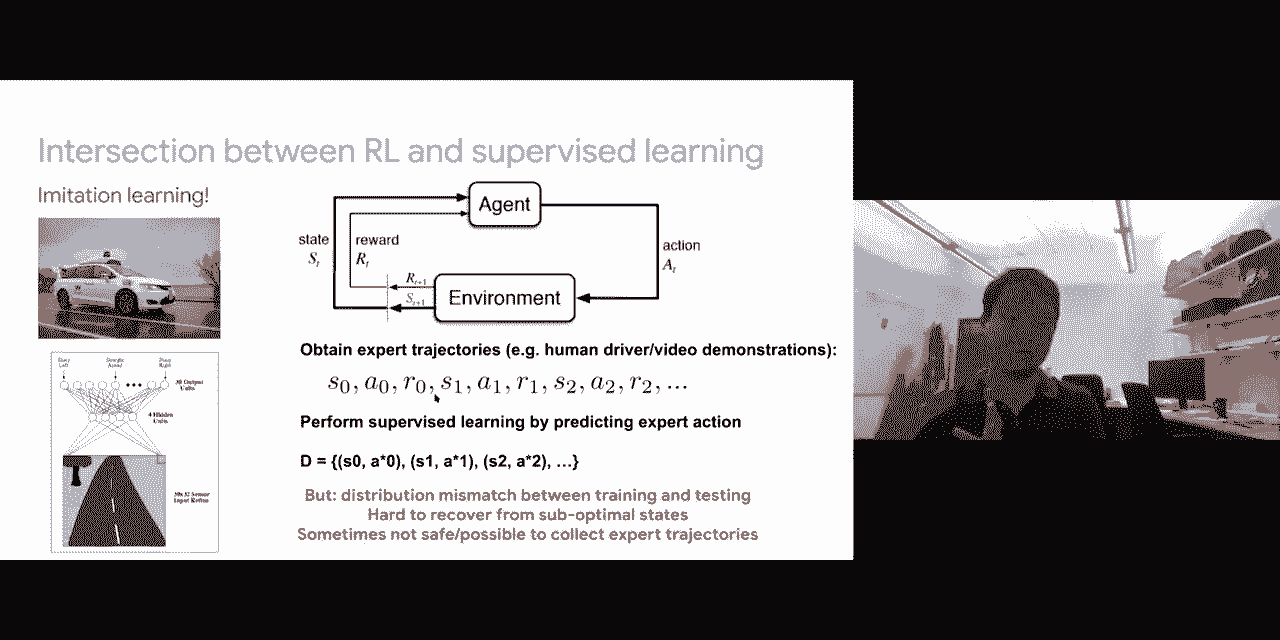 Intersection between RL and supervised learning
Imitation learning!
Agent
state
S_t
reward
R_t
action
A_t
R_{t+1}
S_{t+1}
Environment
Obtain expert trajectories (e.g. human driver/video demonstrations):
s_0, a_0, r_0, s_1, a_1, r_1, s_2, a_2, r_2, ...
Perform supervised learning by predicting expert action
D = {(s0, a*0), (s1, a*1), (s2, a*2), ...}
But: distribution mismatch between training and testing
Hard to recover from sub-optimal states
Sometimes not safe/possible to collect expert trajectories
Sharp
Left
Straight
Ahead
Sharp
Right
30 Output
Units
4 Hidden
Units
30x32 Sensor
Input Retina